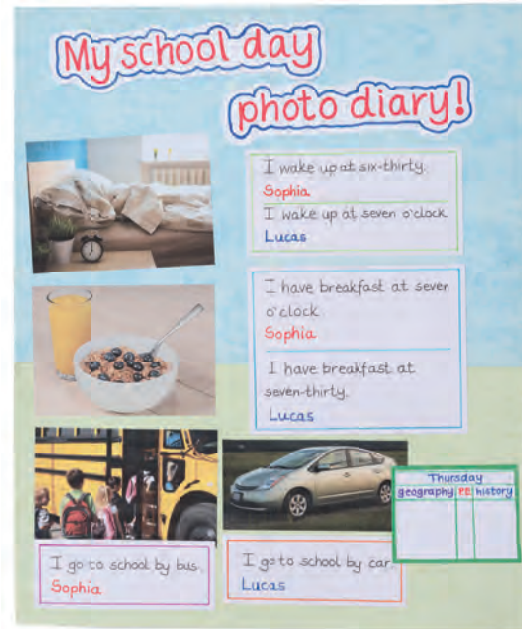 My school day
photo diary!
I wake up at six-thirty.
Sophia
I wake up at seven o'clock
Lucas
I have breakfast at seven
o'clock
Sophia
I have breakfast at
seven-thirty.
Lucas
Thursday
geography P.E. history
I go to school by bus.
Sophia
I go to school by car.
Lucas